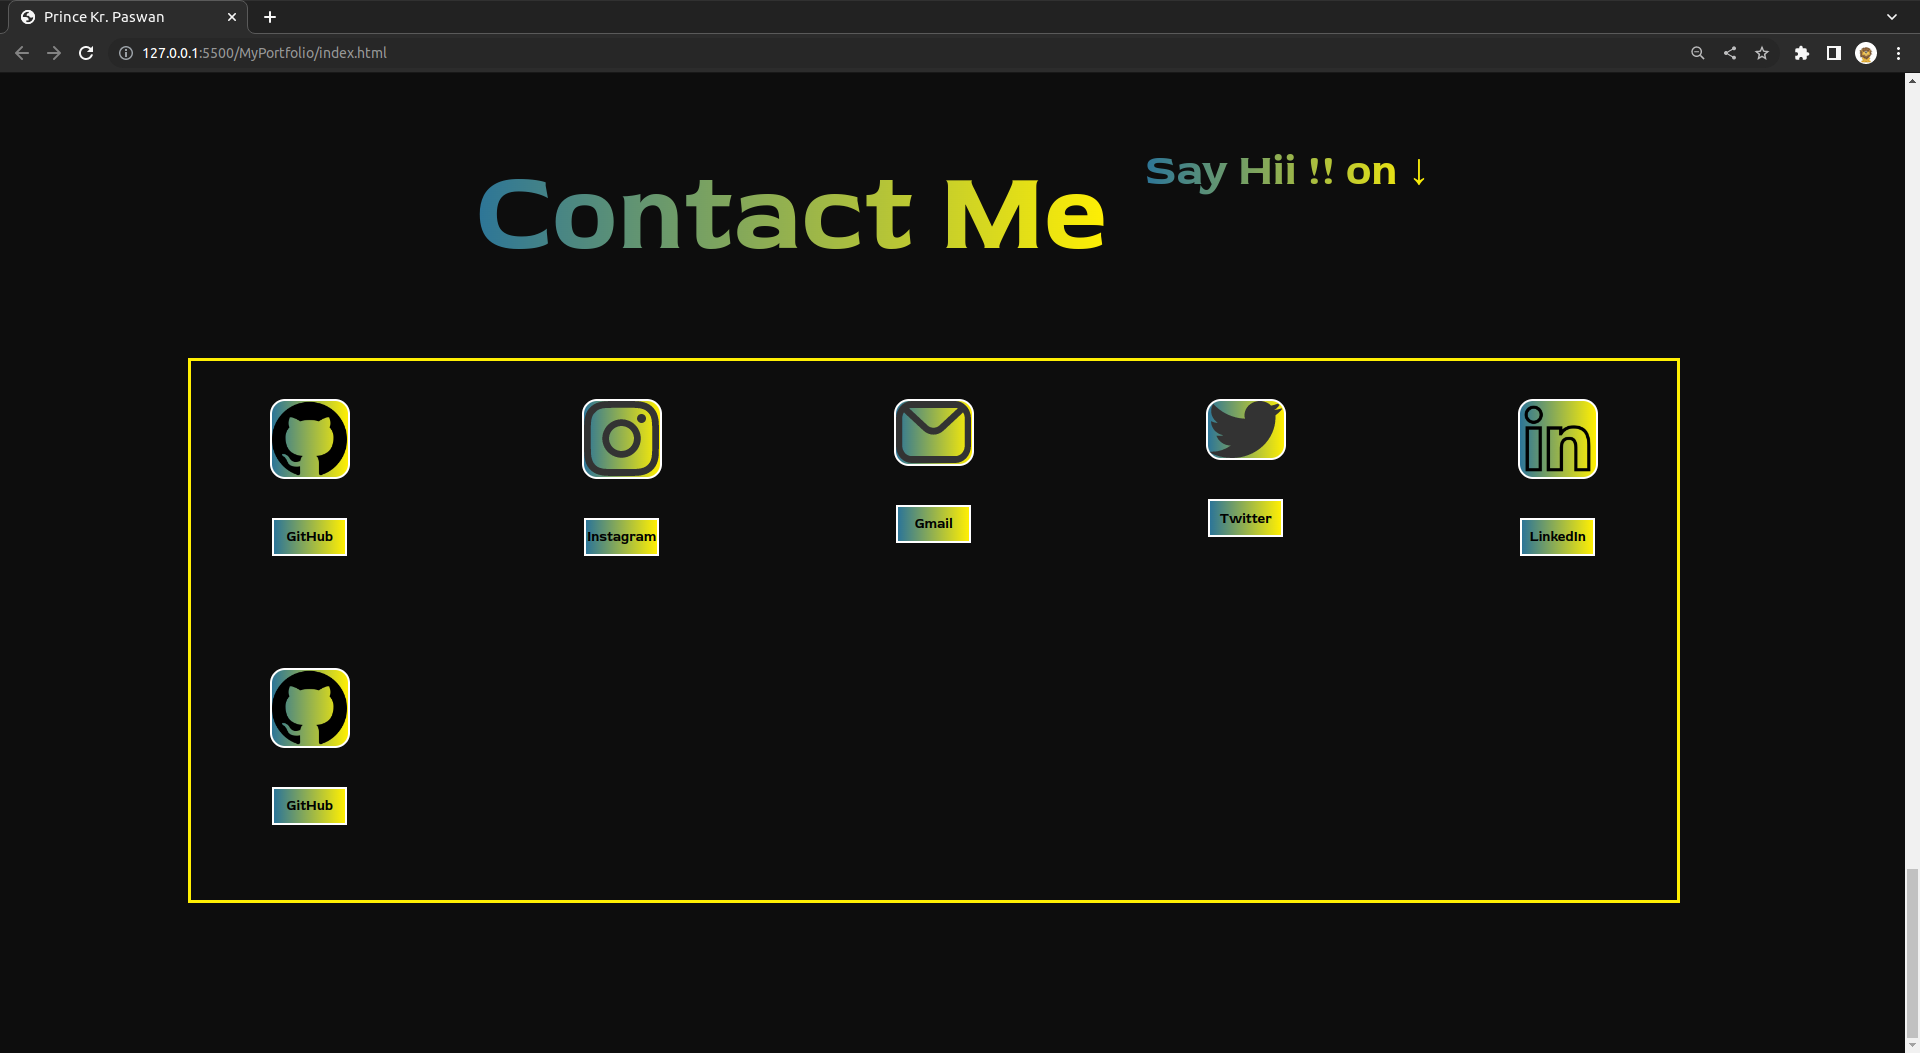 Prince Kr. Paswan
127.0.0.1:5500/MyPortfolio/index.html
Contact Me Say Hii !! on ↓
GitHub Instagram Gmail Twitter LinkedIn
GitHub